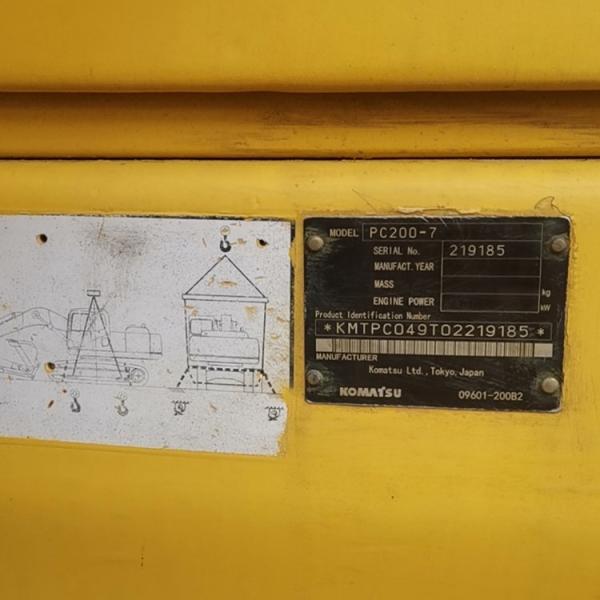 MODEL PC200-7
SERIAL No. 219185
MANUFACT. YEAR
MASS kg
ENGINE POWER kW
Product Identification Number
*KMTPC049T02219185*
MANUFACTURER
Komatsu Ltd., Tokyo, Japan
KOMATSU 09601-200B2